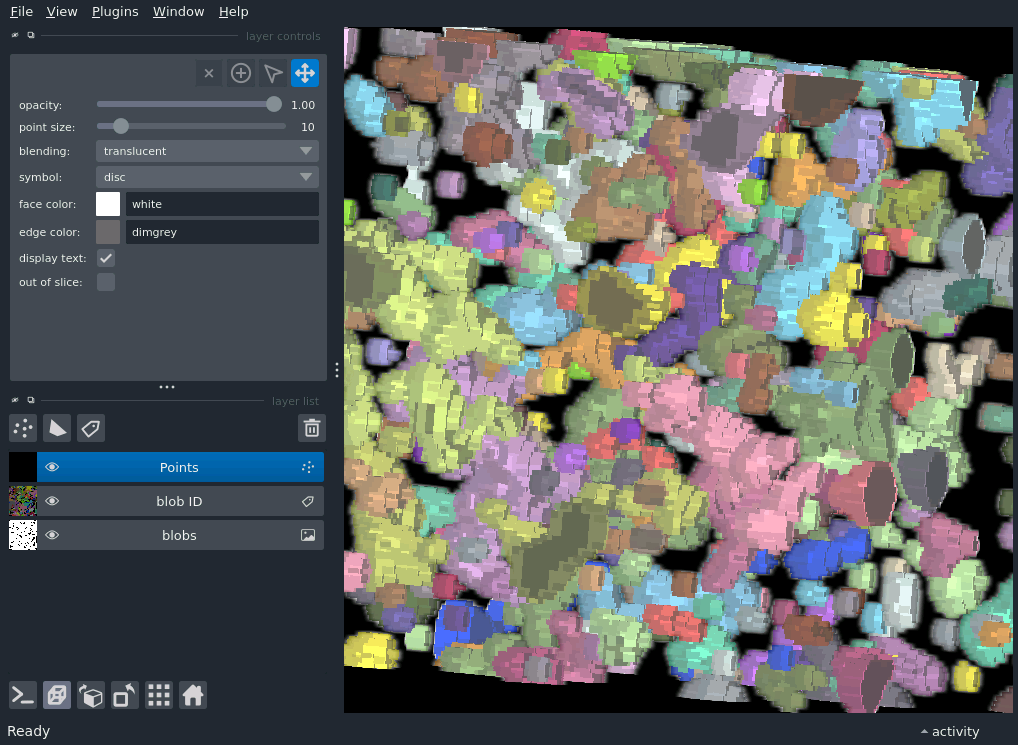 File View Plugins Window Help
layer controls
opacity: 1.00
point size: 10
blending: translucent
symbol: disc
face color: white
edge color: dimgrey
display text:
out of slice:
layer list
Points
blob ID
blobs
Ready activity